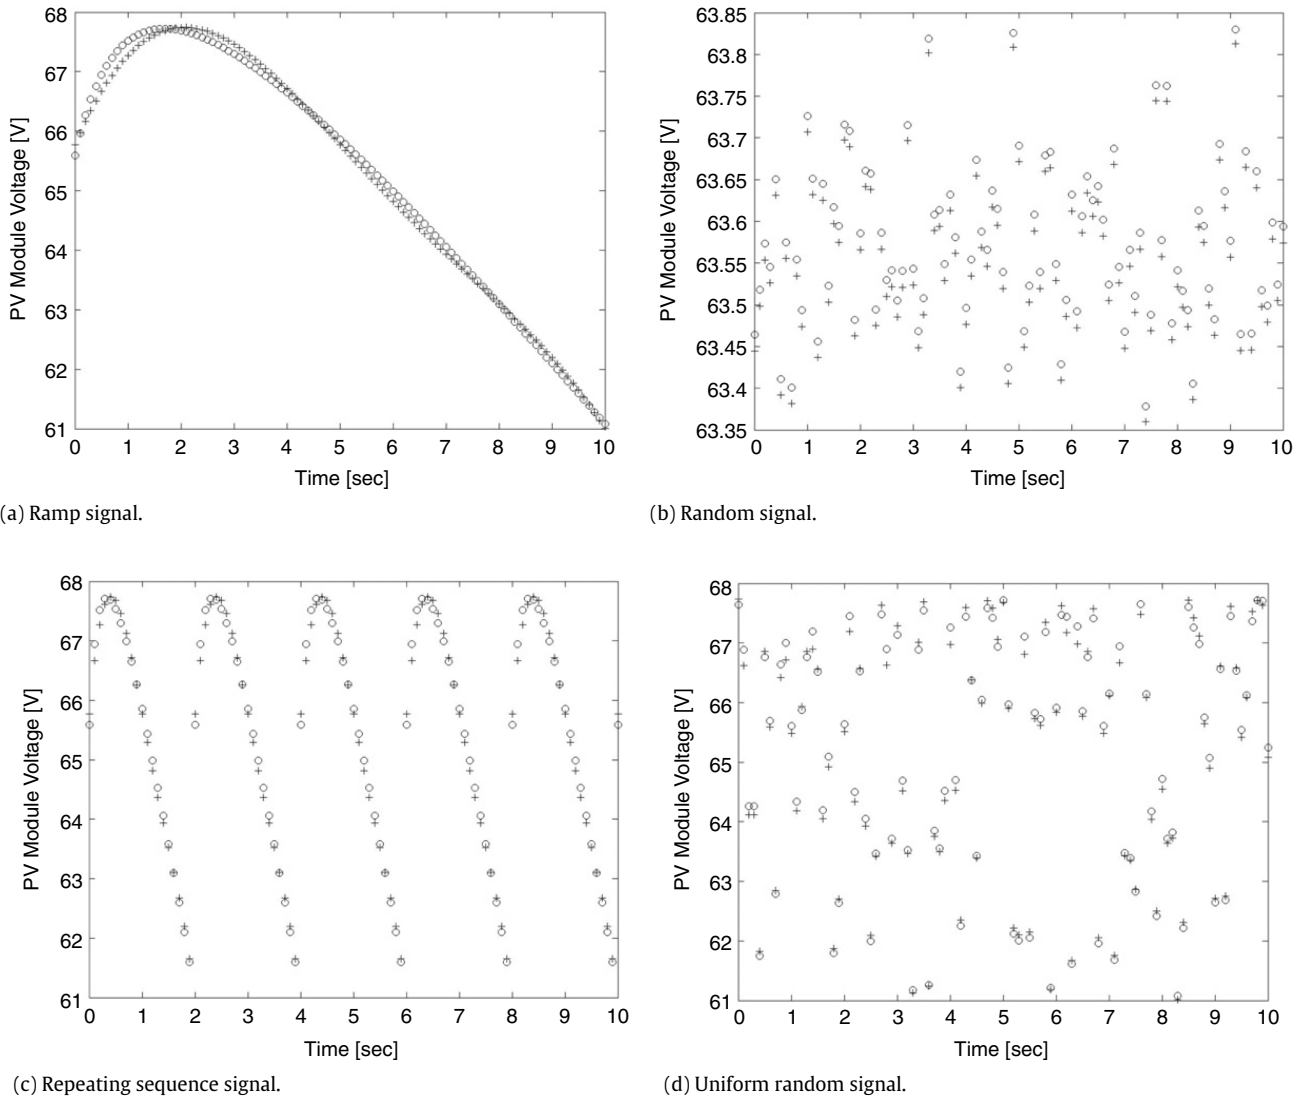 68
67
66
65
64
63
62
61
PV Module Voltage [V]
0 1 2 3 4 5 6 7 8 9 10
Time [sec]
(a) Ramp signal.
63.85
63.8
63.75
63.7
63.65
63.6
63.55
63.5
63.45
63.4
63.35
PV Module Voltage [V]
0 1 2 3 4 5 6 7 8 9 10
Time [sec]
(b) Random signal.
68
67
66
65
64
63
62
61
PV Module Voltage [V]
0 1 2 3 4 5 6 7 8 9 10
Time [sec]
(c) Repeating sequence signal.
68
67
66
65
64
63
62
61
PV Module Voltage [V]
0 1 2 3 4 5 6 7 8 9 10
Time [sec]
(d) Uniform random signal.